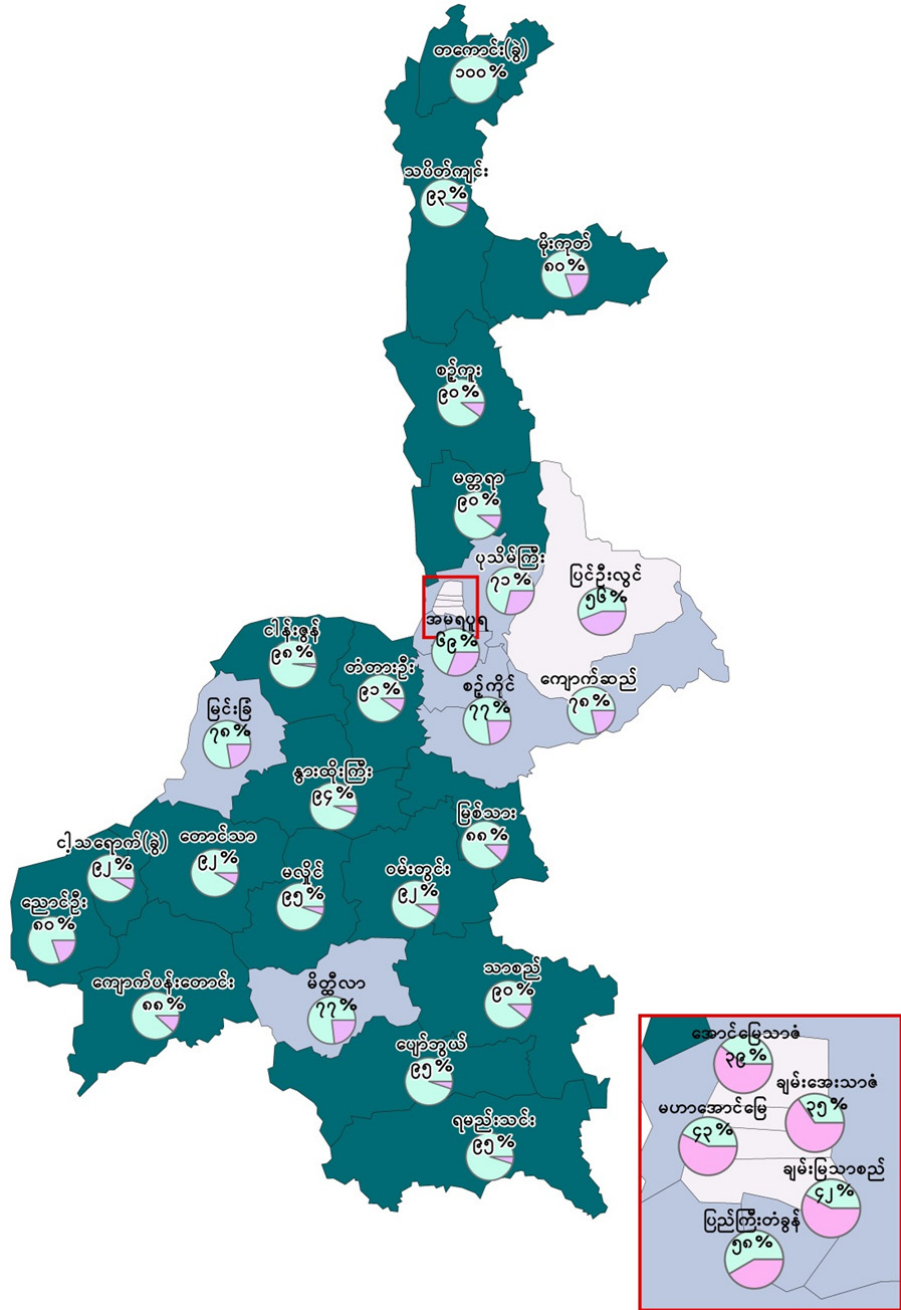 တကောင်း(ခွဲ)
၁၀၀%
သပိတ်ကျင်း
၉၃%
မိုးကုတ်
၈၀%
စဉ့်ကူး
၉၀%
မတ္တရာ
၉၀%
ပုသိမ်ကြီး
၇၁%
ပြင်ဦးလွင်
၅၆%
အမရပူရ
၆၉%
ငါန်းဇွန်
၉၈%
တံတားဦး
၉၁%
စဉ့်ကိုင်
၇၇%
ကျောက်ဆည်
၇၈%
မြင်းခြံ
၇၈%
နွားထိုးကြီး
၉၄%
မြစ်သား
၈၈%
ငါ့သရောက်(ခွဲ)
၉၂%
တောင်သာ
၉၂%
မလှိုင်
၉၅%
ဝမ်းတွင်း
၉၂%
ညောင်ဦး
၈၀%
ကျောက်ပန်းတောင်း
၈၈%
မိတ္ထီလာ
၇၇%
သာစည်
၉၀%
ပျော်ဘွယ်
၉၅%
ရမည်းသင်း
၉၅%
အောင်မြေသာဇံ
၃၉%
ချမ်းအေးသာဇံ
၃၅%
မဟာအောင်မြေ
၄၃%
ချမ်းမြသာစည်
၄၂%
ပြည်ကြီးတံခွန်
၅၈%